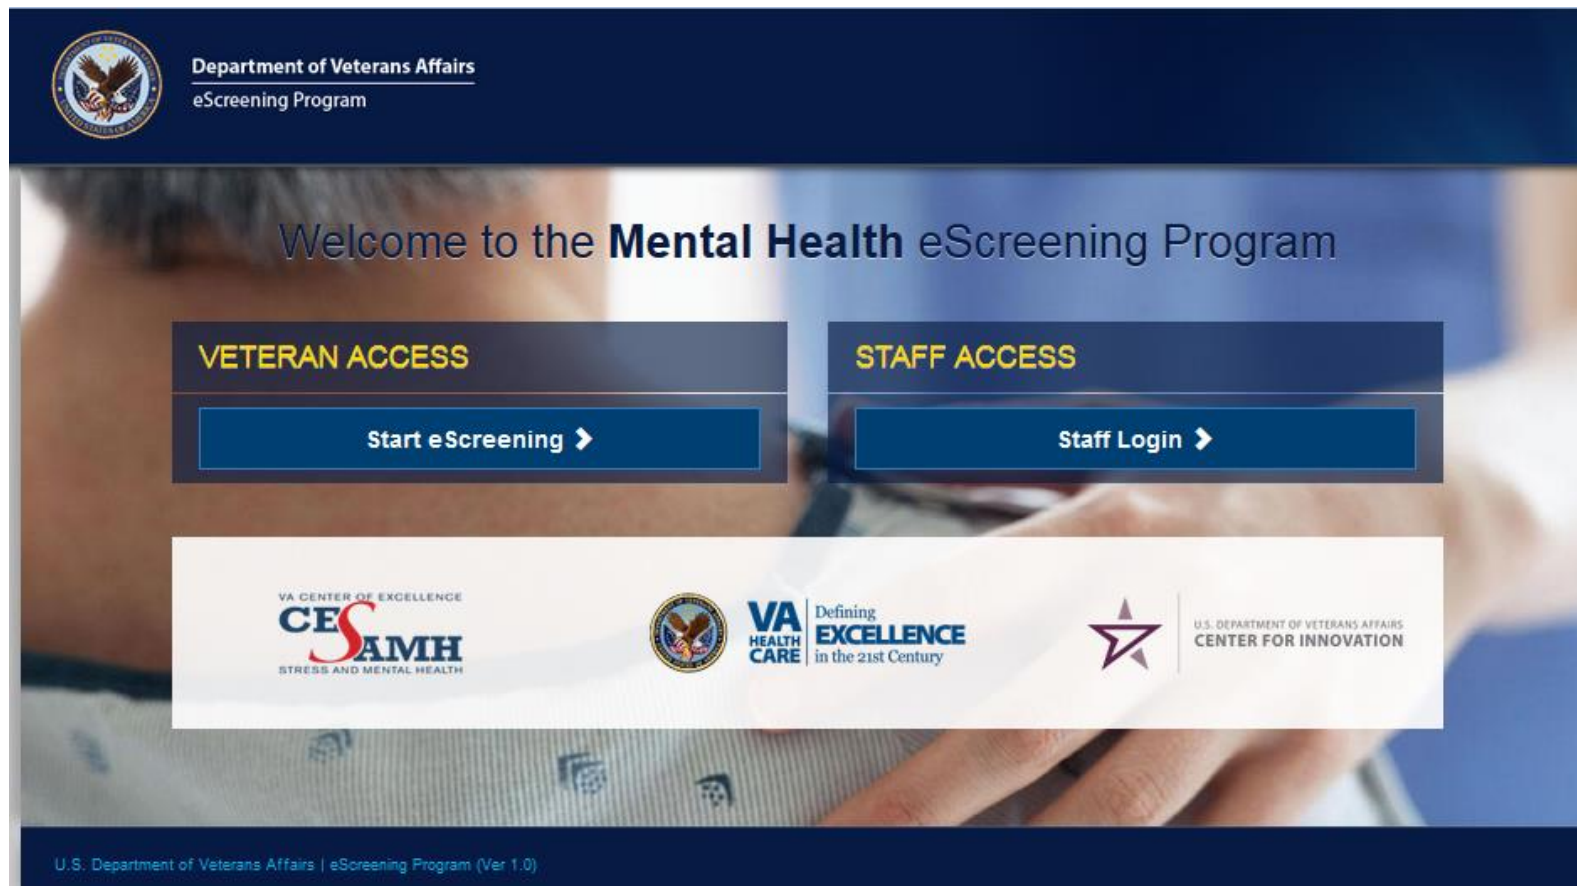 Department of Veterans Affairs
eScreening Program
Welcome to the Mental Health eScreening Program
VETERAN ACCESS
Start eScreening
STAFF ACCESS
Staff Login
VA CENTER OF EXCELLENCE
CESAMH
STRESS AND MENTAL HEALTH
VA
HEALTH
CARE
Defining
EXCELLENCE
in the 21st Century
U.S. DEPARTMENT OF VETERANS AFFAIRS
CENTER FOR INNOVATION
U.S. Department of Veterans Affairs | eScreening Program (Ver 1.0)